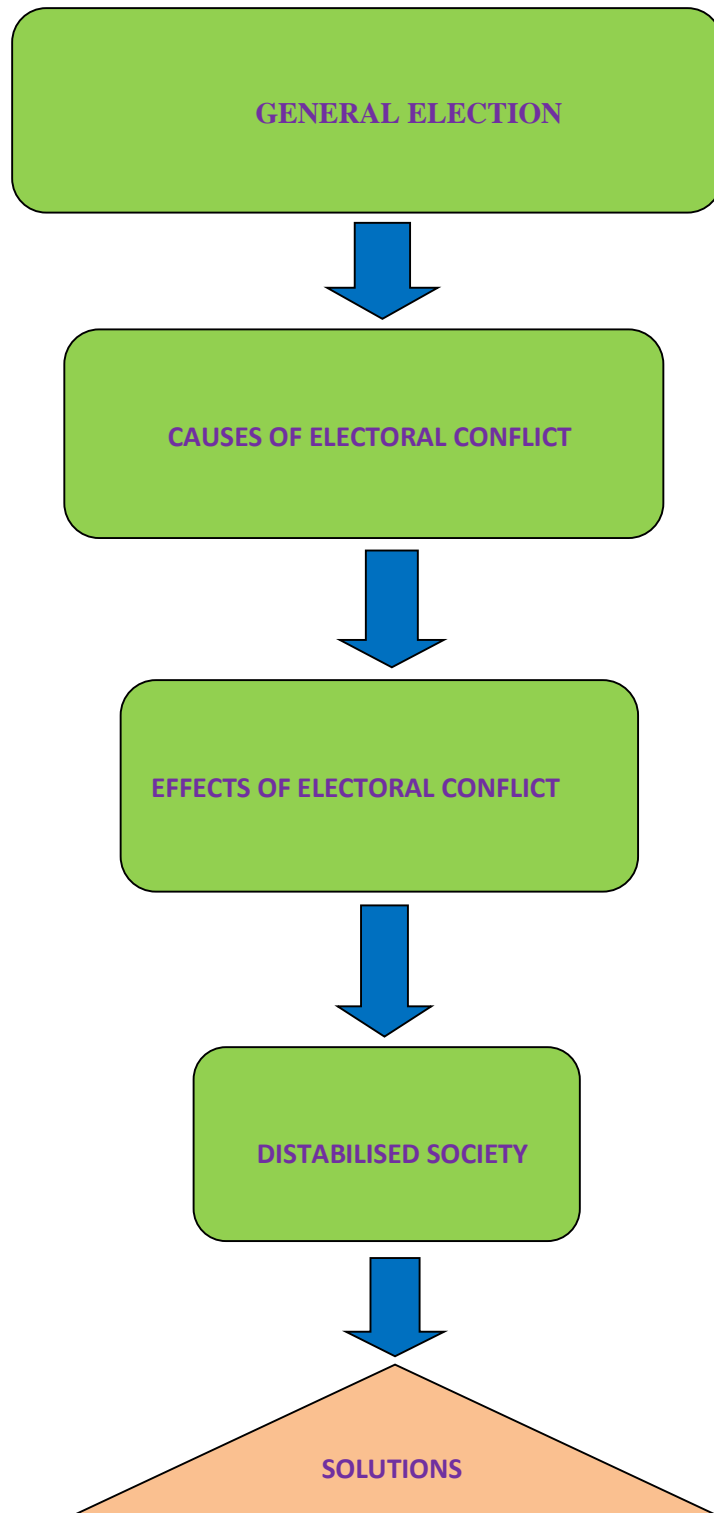 GENERAL ELECTION
CAUSES OF ELECTORAL CONFLICT
EFFECTS OF ELECTORAL CONFLICT
DISTABILISED SOCIETY
SOLUTIONS